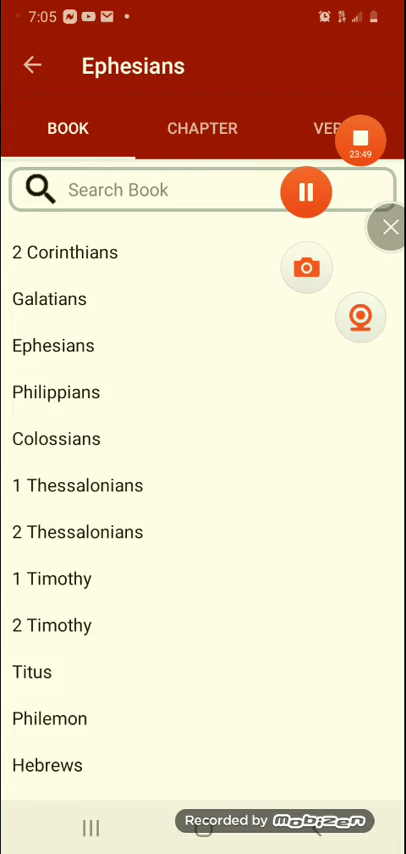 7:05
Ephesians
BOOK CHAPTER VER
23:49
Search Book
2 Corinthians
Galatians
Ephesians
Philippians
Colossians
1 Thessalonians
2 Thessalonians
1 Timothy
2 Timothy
Titus
Philemon
Hebrews
Recorded by mobizen